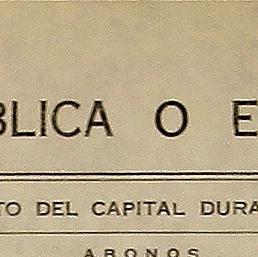 BLICA O E
TO DEL CAPITAL DURA
ABONOS